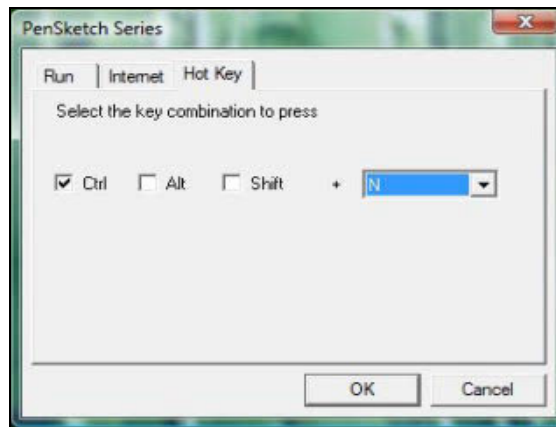 PenSketch Series
Run Internet Hot Key
Select the key combination to press
Ctrl Alt Shift + N
OK Cancel